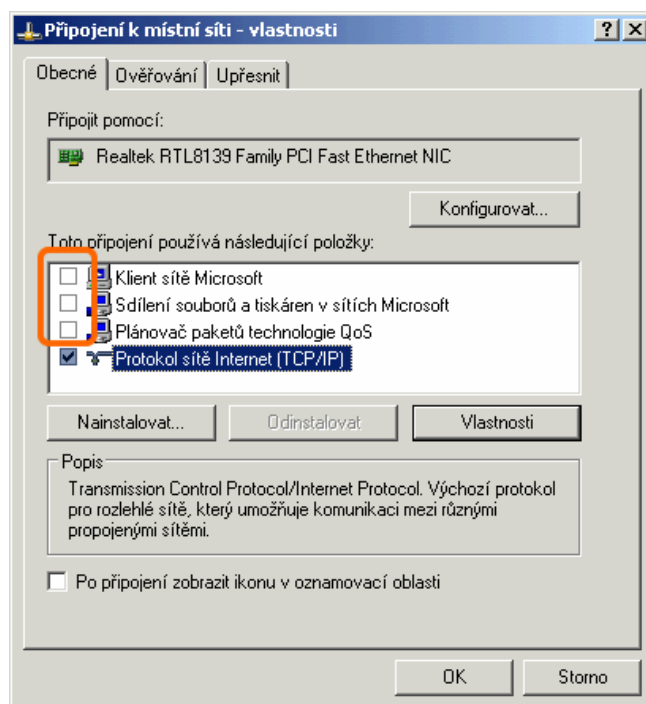 Připojení k místní síti - vlastnosti
Obecné
Ověřování
Upřesnit
Připojit pomocí:
Realtek RTL8139 Family PCI Fast Ethernet NIC
Konfigurovat...
Toto připojení používá následující položky:
Klient sítě Microsoft
Sdílení souborů a tiskáren v sítích Microsoft
Plánovač paketů technologie QoS
Protokol sítě Internet (TCP/IP)
Nainstalovat...
Odinstalovat
Vlastnosti
Popis
Transmission Control Protocol/Internet Protocol. Výchozí protokol
pro rozlehlé sítě, který umožňuje komunikaci mezi různými
propojenými sítěmi.
Po připojení zobrazit ikonu v oznamovací oblasti
OK
Storno